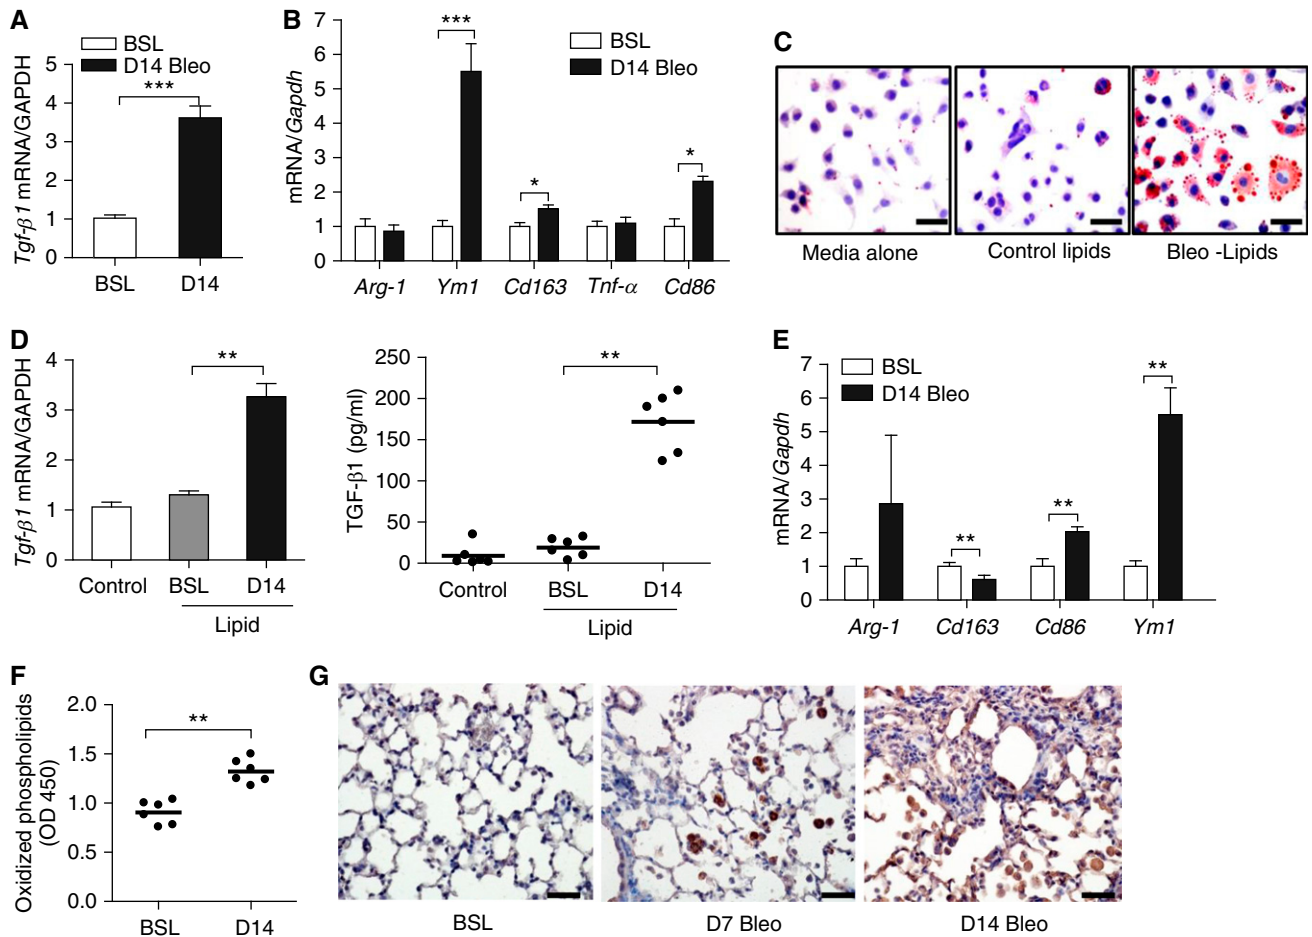 A
BSL
D14 Bleo
Tgf-β1 mRNA/GAPDH
5
4
3
2
1
0
***
BSL
D14
B
mRNA/Gapdh
7
6
5
4
3
2
1
0
***
*
*
BSL
D14 Bleo
Arg-1
Ym1
Cd163
Tnf-α
Cd86
C
Media alone
Control lipids
Bleo -Lipids
D
Tgf-β1 mRNA/GAPDH
4
3
2
1
0
**
Control
BSL
D14
Lipid
TGF-β1 (pg/ml)
250
200
150
100
50
0
**
Control
BSL
D14
Lipid
E
BSL
D14 Bleo
mRNA/Gapdh
7
6
5
4
3
2
1
0
**
**
**
Arg-1
Cd163
Cd86
Ym1
F
Oxidized phospholipids
(OD 450)
2.0
1.5
1.0
0.5
0.0
**
BSL
D14
G
BSL
D7 Bleo
D14 Bleo